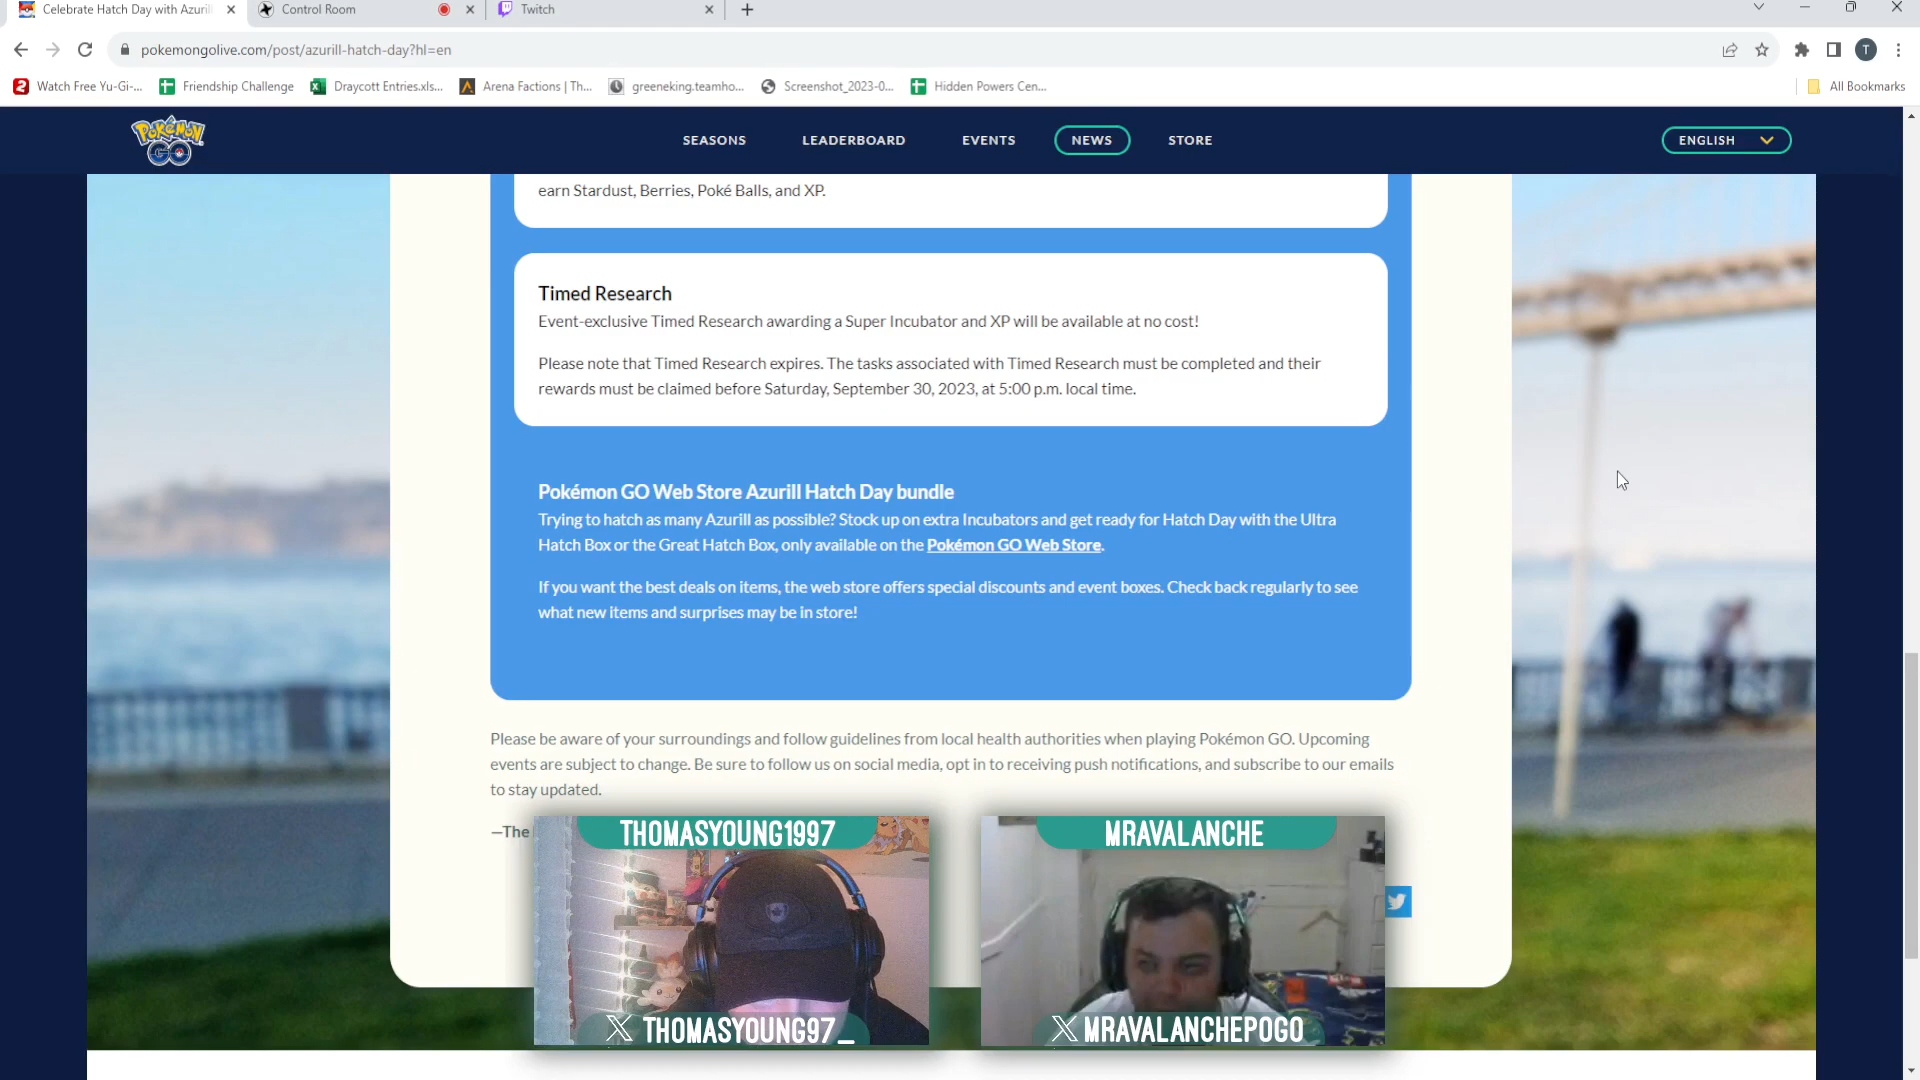 Celebrate Hatch Day with Azuril
Control Room
Twitch
pokemongolive.com/post/azurill-hatch-day?hl=en
T
Watch Free Yu-Gi-...
Friendship Challenge
Draycott Entries.xls...
Arena Factions | Th...
greeneking.teamho...
Screenshot_2023-0...
Hidden Powers Cen...
All Bookmarks
Pokémon GO
SEASONS
LEADERBOARD
EVENTS
NEWS
STORE
ENGLISH
earn Stardust, Berries, Poké Balls, and XP.
Timed Research
Event-exclusive Timed Research awarding a Super Incubator and XP will be available at no cost!
Please note that Timed Research expires. The tasks associated with Timed Research must be completed and their
rewards must be claimed before Saturday, September 30, 2023, at 5:00 p.m. local time.
Pokémon GO Web Store Azurill Hatch Day bundle
Trying to hatch as many Azurill as possible? Stock up on extra Incubators and get ready for Hatch Day with the Ultra
Hatch Box or the Great Hatch Box, only available on the Pokémon GO Web Store.
If you want the best deals on items, the web store offers special discounts and event boxes. Check back regularly to see
what new items and surprises may be in store!
Please be aware of your surroundings and follow guidelines from local health authorities when playing Pokémon GO. Upcoming
events are subject to change. Be sure to follow us on social media, opt in to receiving push notifications, and subscribe to our emails
to stay updated.
—The
THOMASYOUNG1997
MRAVALANCHE
X THOMASYOUNG97_
X MRAVALANCHEPOGO